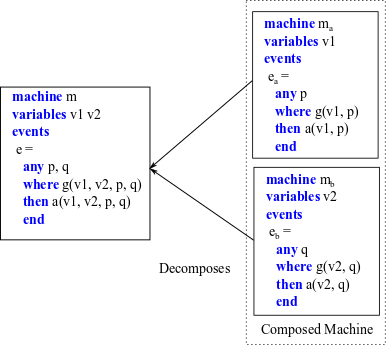 machine m
variables v1 v2
events
e =
any p, q
where g(v1, v2, p, q)
then a(v1, v2, p, q)
end
machine mₐ
variables v1
events
eₐ =
any p
where g(v1, p)
then a(v1, p)
end
machine m_b
variables v2
events
e_b =
any q
where g(v2, q)
then a(v2, q)
end
Decomposes
Composed Machine